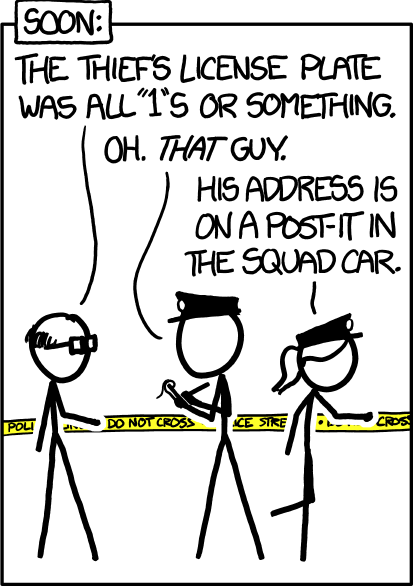 SOON:
THE THIEF'S LICENSE PLATE
WAS ALL "1"S OR SOMETHING.
OH. THAT GUY.
HIS ADDRESS IS
ON A POST-IT IN
THE SQUAD CAR.
DO NOT CROSS